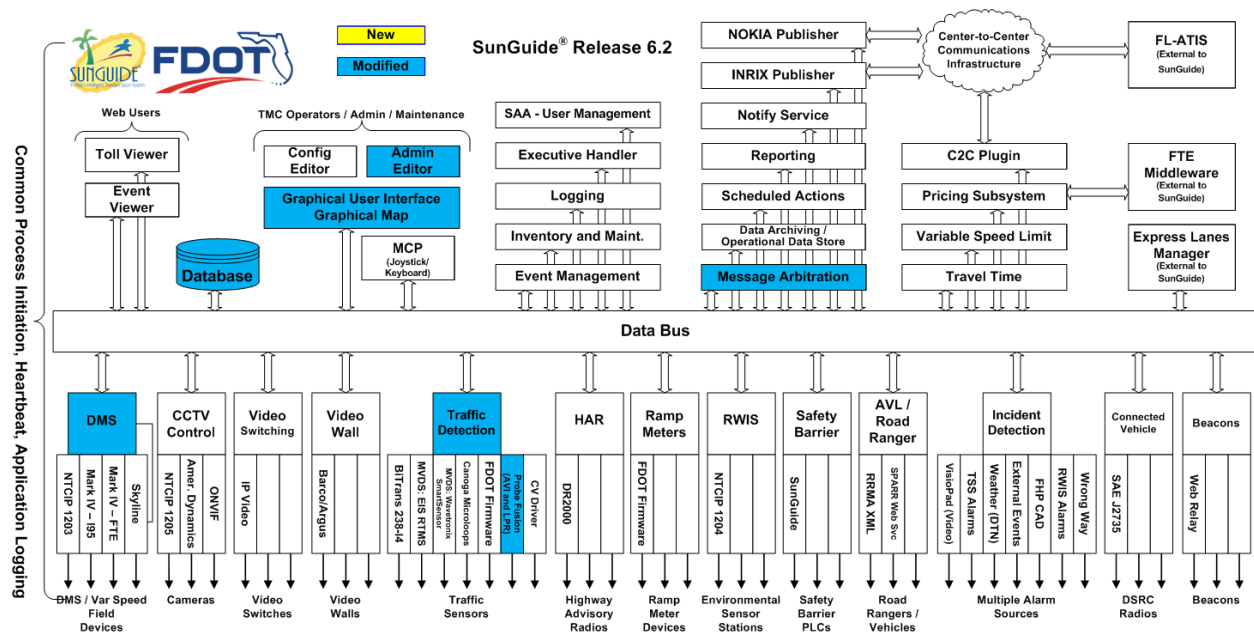 SUNGUIDE®
Florida's Intelligent Transportation System
FDOT
New
Modified
SunGuide® Release 6.2
Common Process Initiation, Heartbeat, Application Logging
Web Users
Toll Viewer
Event
Viewer
TMC Operators / Admin / Maintenance
Config
Editor
Admin
Editor
Graphical User Interface
Graphical Map
Database
MCP
(Joystick/
Keyboard)
SAA - User Management
Executive Handler
Logging
Inventory and Maint.
Event Management
NOKIA Publisher
INRIX Publisher
Notify Service
Reporting
Scheduled Actions
Data Archiving /
Operational Data Store
Message Arbitration
Center-to-Center
Communications
Infrastructure
C2C Plugin
Pricing Subsystem
Variable Speed Limit
Travel Time
FL-ATIS
(External to
SunGuide)
FTE
Middleware
(External to
SunGuide)
Express Lanes
Manager
(External to
SunGuide)
Data Bus
DMS
NTCIP 1203
Mark IV - I95
Mark IV – FTE
Skyline
DMS / Var Speed
Field
Devices
CCTV
Control
NTCIP 1205
Amer. Dynamics
ONVIF
Cameras
Video
Switching
IP Video
Video
Switches
Video
Wall
Barco/Argus
Video
Walls
Traffic
Detection
BiTrans 238-I4
MVDS: EIS RTMS
MVDS: Wavetronix
SmartSensor
Canoga Microloops
FDOT Firmware
Probe Fusion
(AVI and LPR)
CV Driver
Traffic
Sensors
HAR
DR2000
Highway
Advisory
Radios
Ramp
Meters
FDOT Firmware
Ramp
Meter
Devices
RWIS
NTCIP 1204
Environmental
Sensor
Stations
Safety
Barrier
SunGuide
Safety
Barrier
PLCs
AVL /
Road
Ranger
RRMA XML
SPARR Web Svc
Road
Rangers /
Vehicles
Incident
Detection
VisioPad (Video)
TSS Alarms
Weather (DTN)
External Events
FHP CAD
RWIS Alarms
Wrong Way
Multiple Alarm
Sources
Connected
Vehicle
SAE J2735
DSRC
Radios
Beacons
Web Relay
Beacons